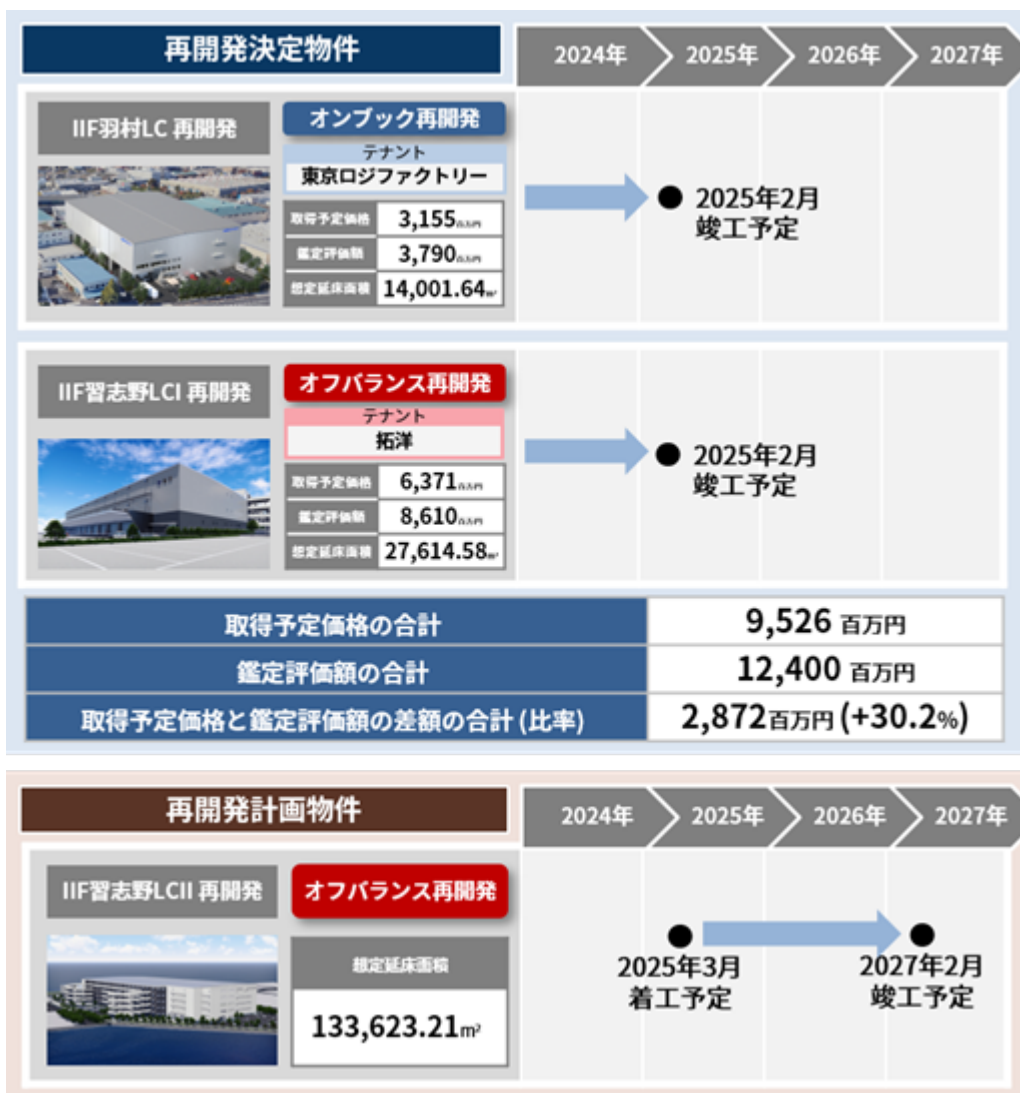 再開発決定物件
2024年
2025年
2026年
2027年
IIF羽村LC 再開発
オンブック再開発
テナント
東京ロジファクトリー
取得予定価格
3,155百万円
鑑定評価額
3,790百万円
想定延床面積
14,001.64㎡
2025年2月
竣工予定
IIF習志野LCI 再開発
オフバランス再開発
テナント
拓洋
取得予定価格
6,371百万円
鑑定評価額
8,610百万円
想定延床面積
27,614.58㎡
2025年2月
竣工予定
取得予定価格の合計
9,526 百万円
鑑定評価額の合計
12,400 百万円
取得予定価格と鑑定評価額の差額の合計 (比率)
2,872百万円 (+30.2%)
再開発計画物件
2024年
2025年
2026年
2027年
IIF習志野LCII 再開発
オフバランス再開発
想定延床面積
133,623.21㎡
2025年3月
着工予定
2027年2月
竣工予定